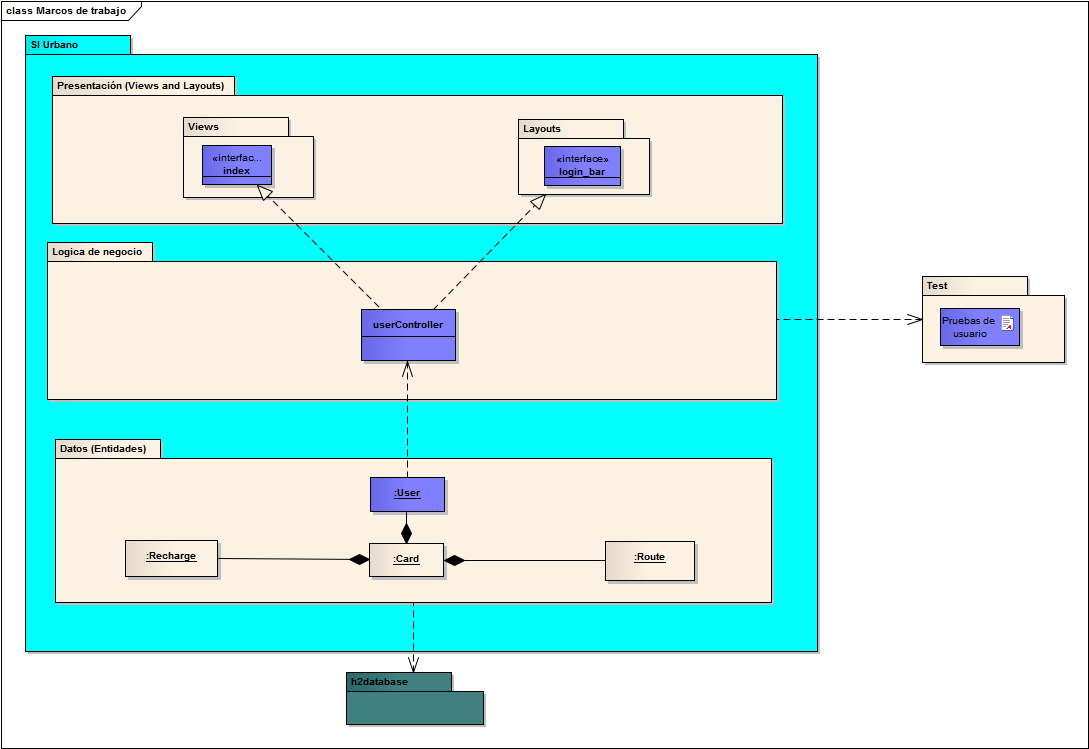 class Marcos de trabajo
SI Urbano
Presentación (Views and Layouts)
Views
«interfac...
index
Layouts
«interface»
login_bar
Logica de negocio
userController
Test
Pruebas de
usuario
Datos (Entidades)
:User
:Recharge
:Card
:Route
h2database